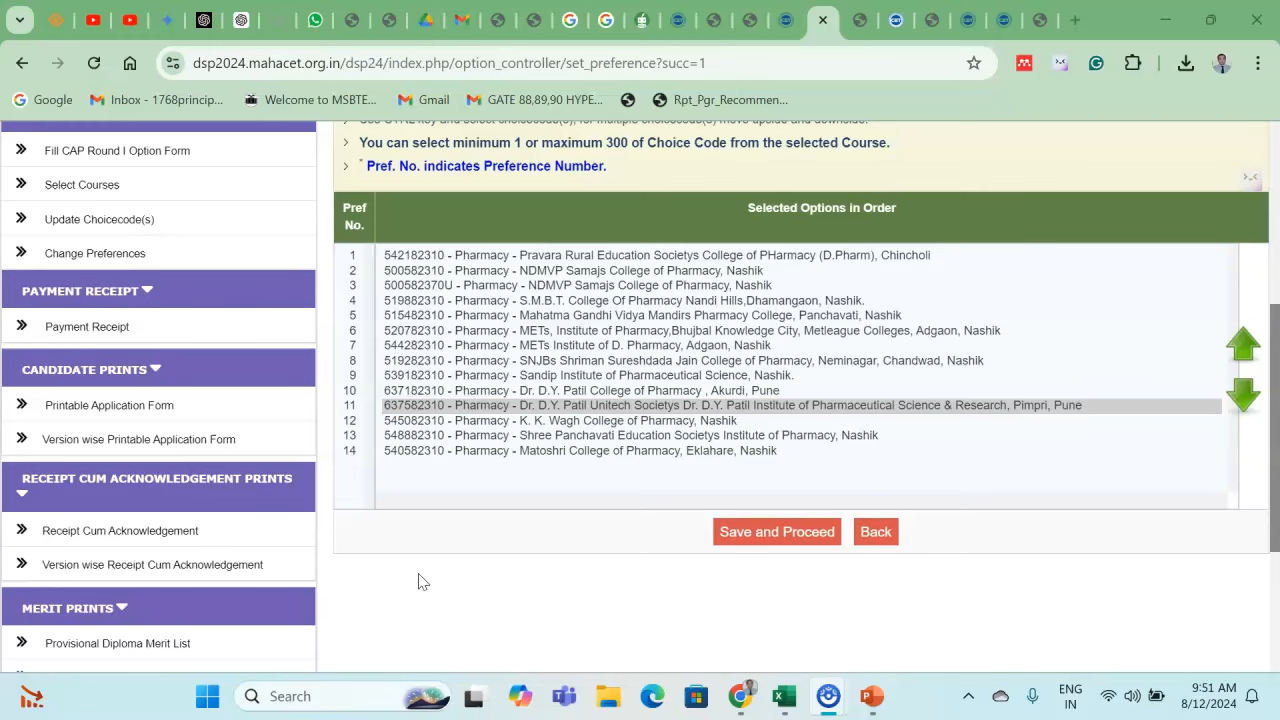 dsp2024.mahacet.org.in/dsp24/index.php/option_controller/set_preference?succ=1
Google
Inbox - 1768princip...
Welcome to MSBTE...
Gmail
GATE 88,89,90 HYPE...
Rpt_Pgr_Recommen...
Fill CAP Round I Option Form
Select Courses
Update Choicecode(s)
Change Preferences
PAYMENT RECEIPT
Payment Receipt
CANDIDATE PRINTS
Printable Application Form
Version wise Printable Application Form
RECEIPT CUM ACKNOWLEDGEMENT PRINTS
Receipt Cum Acknowledgement
Version wise Receipt Cum Acknowledgement
MERIT PRINTS
Provisional Diploma Merit List
You can select minimum 1 or maximum 300 of Choice Code from the selected Course.
* Pref. No. indicates Preference Number.
Pref No. Selected Options in Order
1 542182310 - Pharmacy - Pravara Rural Education Societys College of PHarmacy (D.Pharm), Chincholi
2 500582310 - Pharmacy - NDMVP Samajs College of Pharmacy, Nashik
3 500582370U - Pharmacy - NDMVP Samajs College of Pharmacy, Nashik
4 519882310 - Pharmacy - S.M.B.T. College Of Pharmacy Nandi Hills,Dhamangaon, Nashik.
5 515482310 - Pharmacy - Mahatma Gandhi Vidya Mandirs Pharmacy College, Panchavati, Nashik
6 520782310 - Pharmacy - METs, Institute of Pharmacy,Bhujbal Knowledge City, Metleague Colleges, Adgaon, Nashik
7 544282310 - Pharmacy - METs Institute of D. Pharmacy, Adgaon, Nashik
8 519282310 - Pharmacy - SNJBs Shriman Sureshdada Jain College of Pharmacy, Neminagar, Chandwad, Nashik
9 539182310 - Pharmacy - Sandip Institute of Pharmaceutical Science, Nashik.
10 637182310 - Pharmacy - Dr. D.Y. Patil College of Pharmacy , Akurdi, Pune
11 637582310 - Pharmacy - Dr. D.Y. Patil Unitech Societys Dr. D.Y. Patil Institute of Pharmaceutical Science & Research, Pimpri, Pune
12 545082310 - Pharmacy - K. K. Wagh College of Pharmacy, Nashik
13 548882310 - Pharmacy - Shree Panchavati Education Societys Institute of Pharmacy, Nashik
14 540582310 - Pharmacy - Matoshri College of Pharmacy, Eklahare, Nashik
Save and Proceed
Back
Search
ENG
IN
9:51 AM
8/12/2024